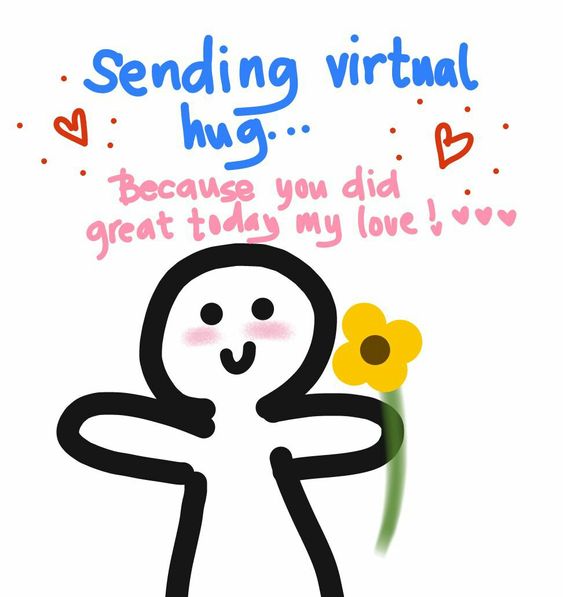 Sending virtual
hug...
Because you did
great today my love! ♥♥♥